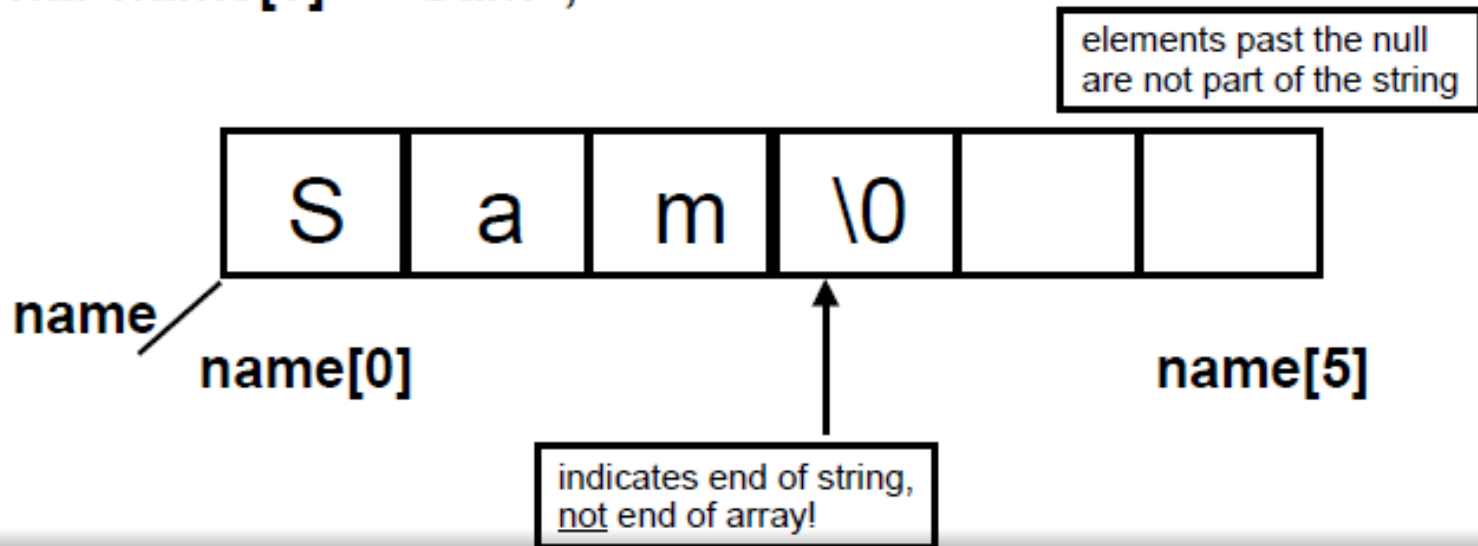 elements past the null
are not part of the string
S a m \0
name
name[0] name[5]
indicates end of string,
not end of array!